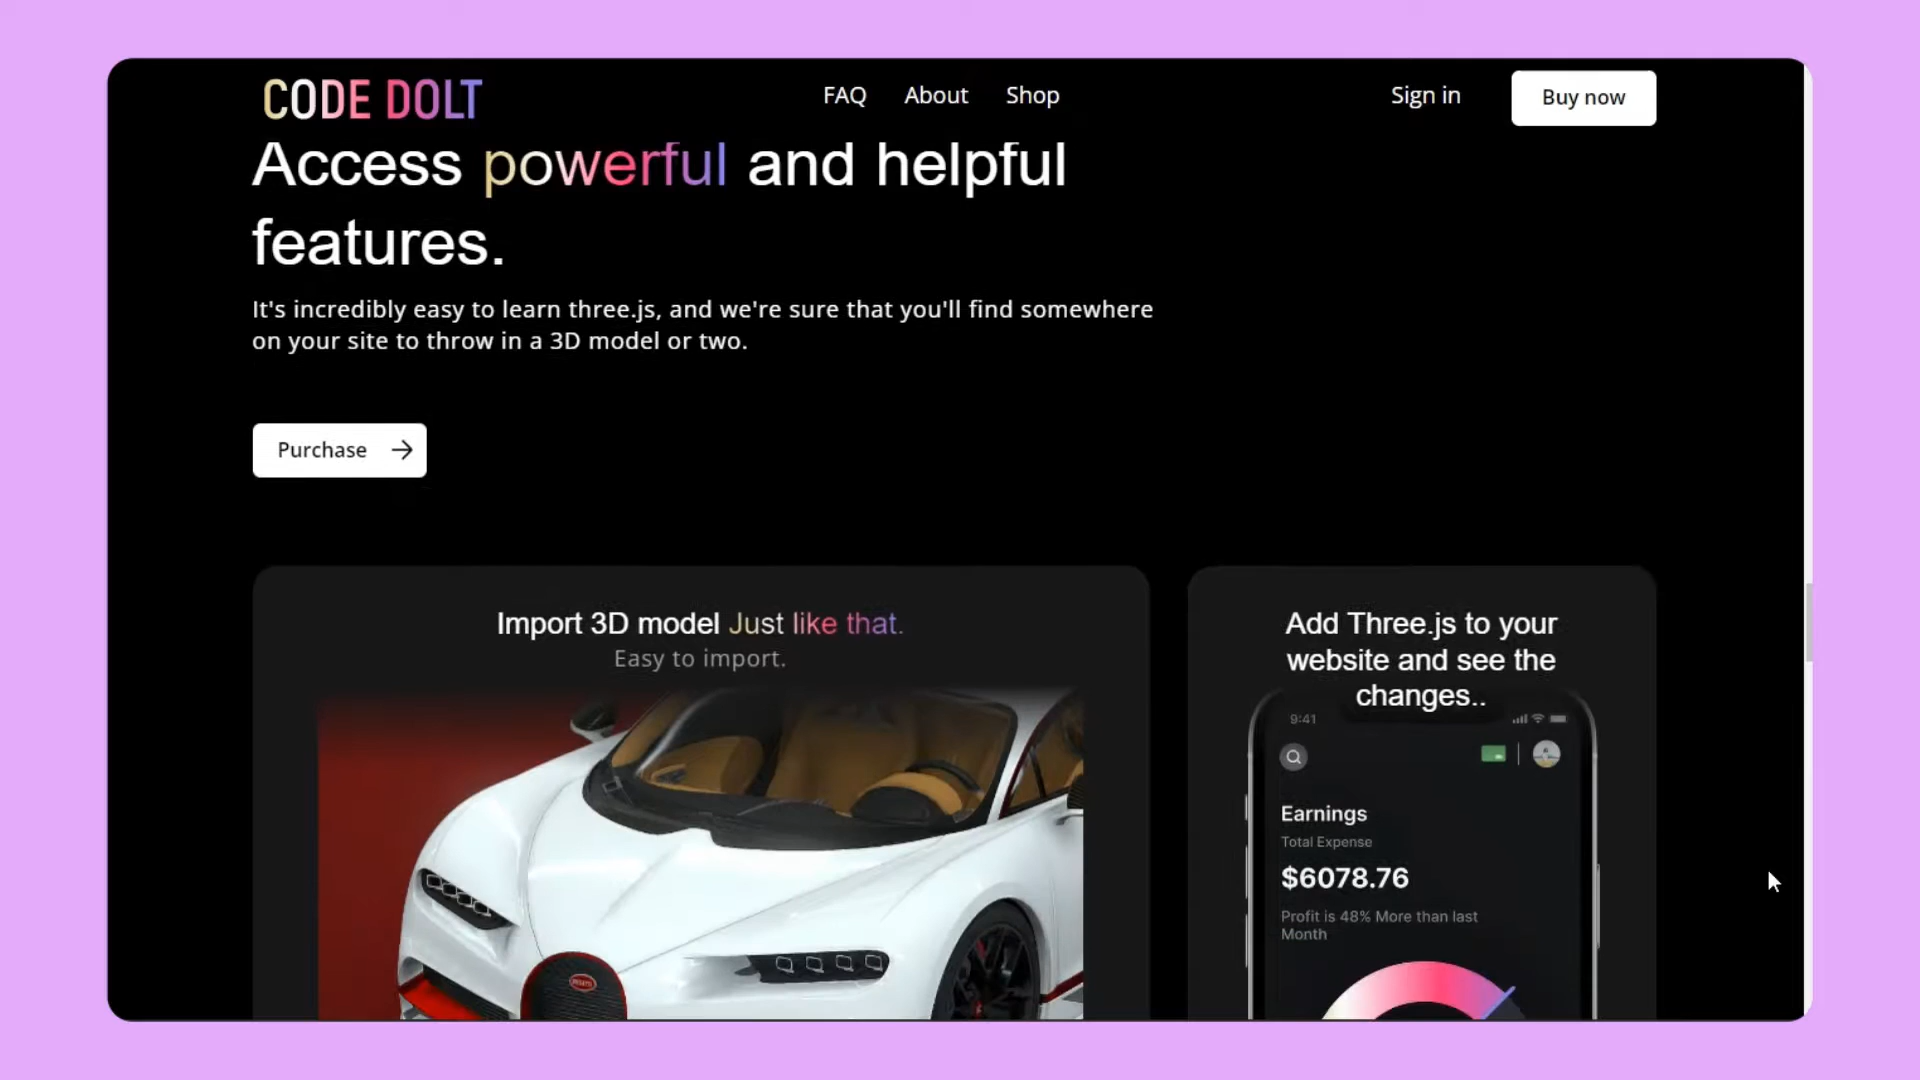 CODE DOLT
FAQ About Shop
Sign in
Buy now
Access powerful and helpful
features.
It's incredibly easy to learn three.js, and we're sure that you'll find somewhere
on your site to throw in a 3D model or two.
Purchase
Import 3D model Just like that.
Easy to import.
Add Three.js to your
website and see the
changes..
9:41
Earnings
Total Expense
$6078.76
Profit is 48% More than last
Month